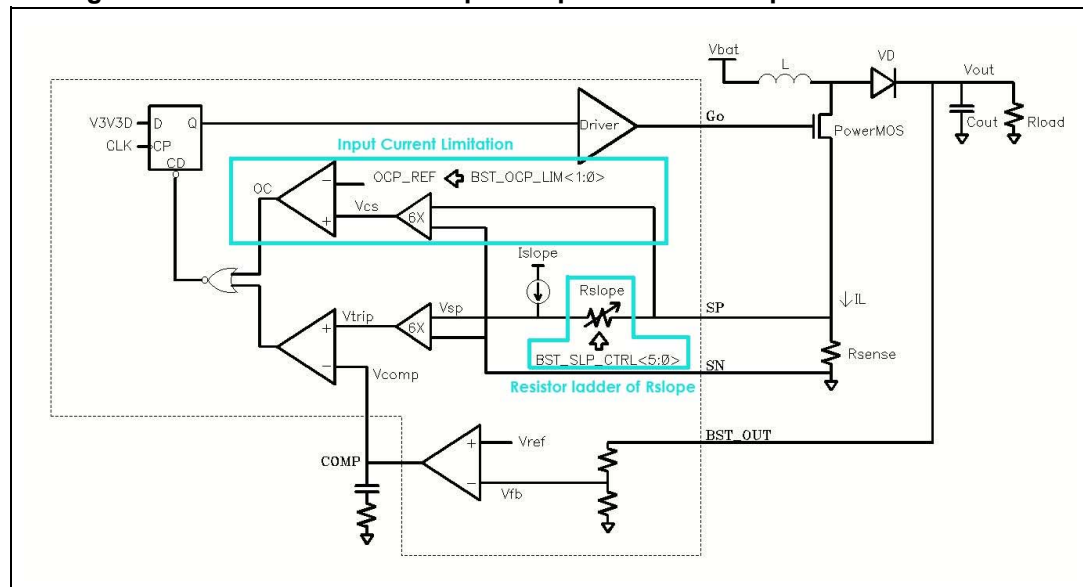 Vbat
L
VD
Vout
V3V3D
D
Q
CLK
CP
CD
Driver
Go
PowerMOS
Cout
Rload
Input Current Limitation
OC
OCP_REF
BST_OCP_LIM<1:0>
Vcs
6X
Islope
Rslope
Vsp
SP
IL
Vtrip
6X
BST_SLP_CTRL<5:0>
SN
Rsense
Vcomp
Resistor ladder of Rslope
BST_OUT
Vref
COMP
Vfb